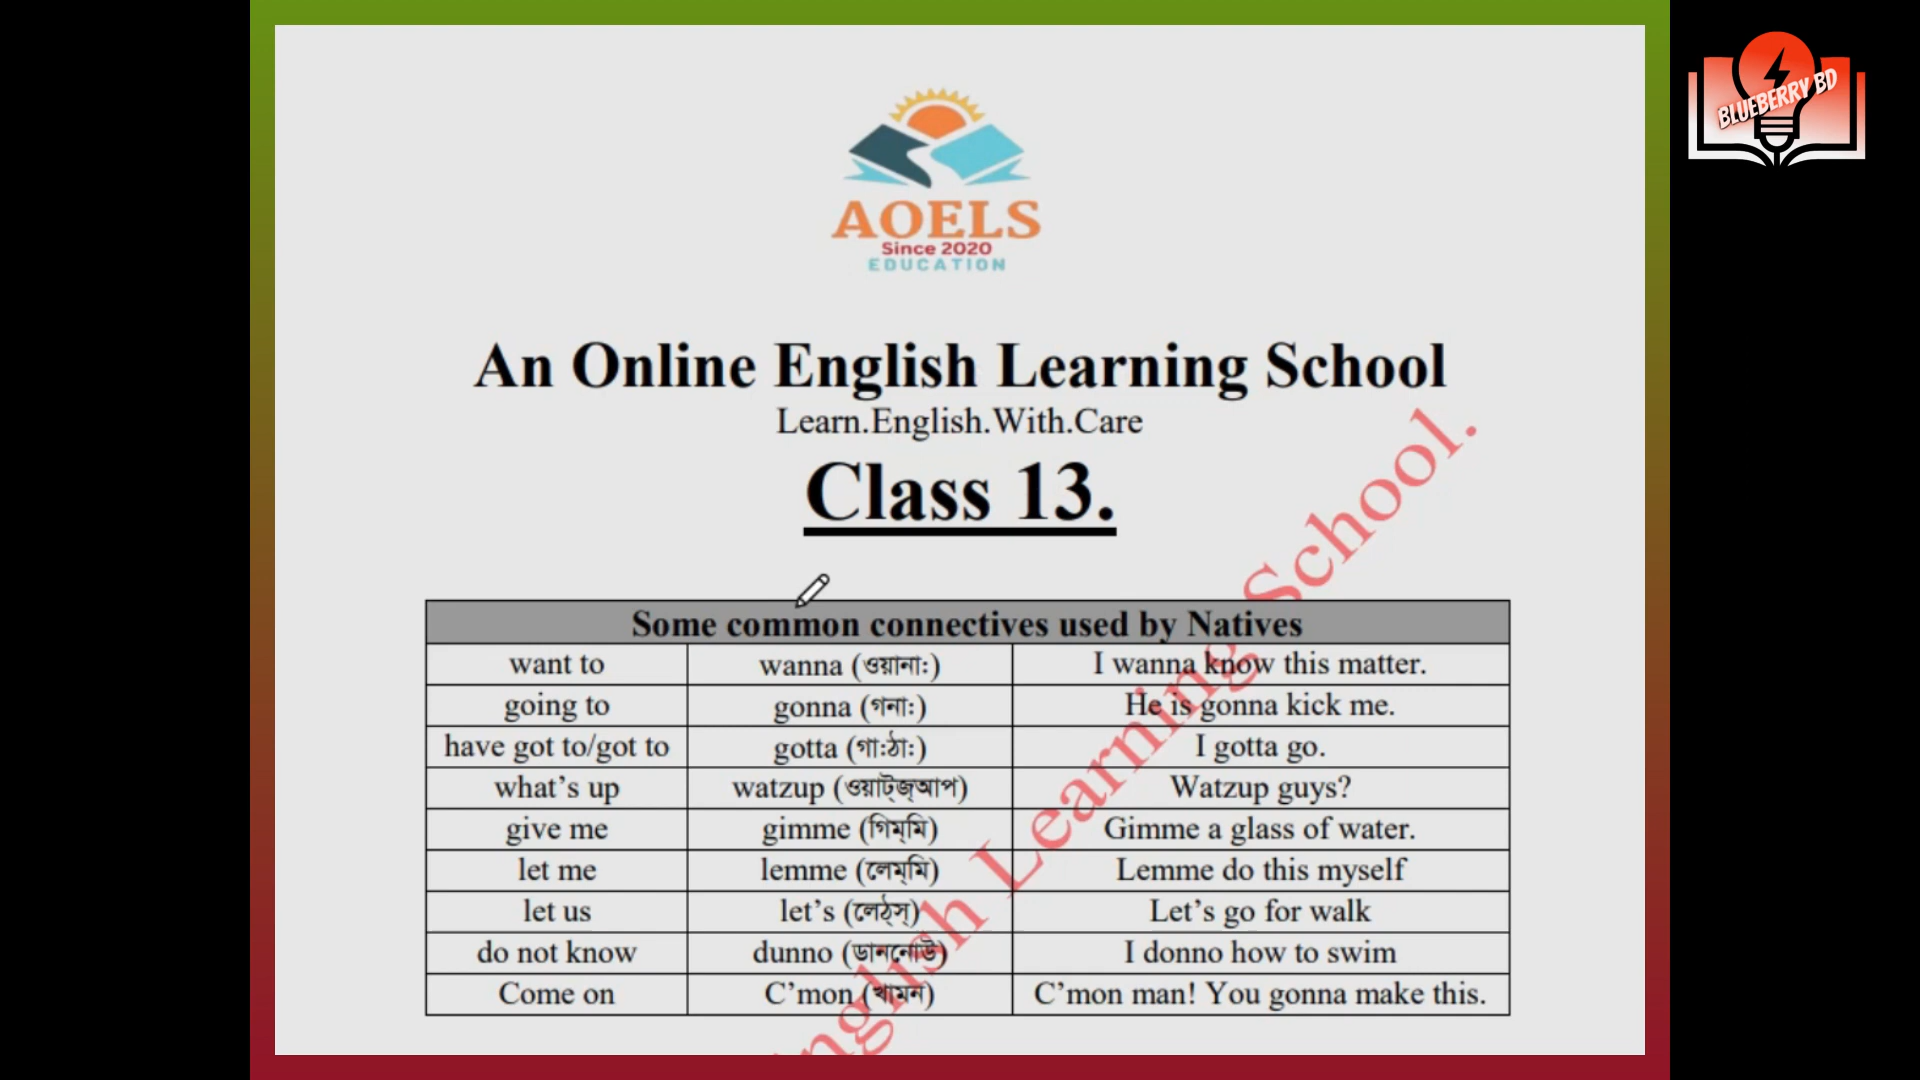 BLUEBERRY BD
AOELS
Since 2020
EDUCATION
An Online English Learning School
Learn.English.With.Care
Class 13.
Some common connectives used by Natives
want to wanna (ওয়ানা:) I wanna know this matter.
going to gonna (গনা:) He is gonna kick me.
have got to/got to gotta (গা:ঠা:) I gotta go.
what’s up watzup (ওয়াট্জ্আপ) Watzup guys?
give me gimme (গিম্মি) Gimme a glass of water.
let me lemme (লেম্মি) Lemme do this myself
let us let’s (লেঠ্স্) Let’s go for walk
do not know dunno (ডাননোউ) I donno how to swim
Come on C’mon (খামন) C’mon man! You gonna make this.
nglish Learning School.